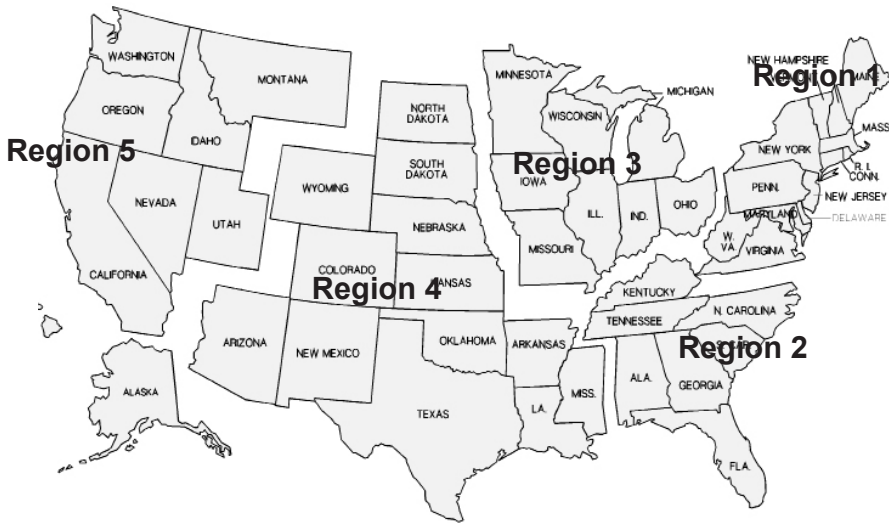 WASHINGTON
MONTANA
OREGON
IDAHO
Region 5
NEVADA
UTAH
CALIFORNIA
ALASKA
WYOMING
COLORADO
Region 4
ARIZONA
NEW MEXICO
NORTH
DAKOTA
SOUTH
DAKOTA
NEBRASKA
KANSAS
OKLAHOMA
TEXAS
MINNESOTA
WISCONSIN
MICHIGAN
Region 3
IOWA
ILL.
IND.
OHIO
MISSOURI
NEW HAMPSHIRE
Region 1
MAINE
MASS
NEW YORK
R. I.
CONN.
PENN.
NEW JERSEY
MARYLAND
DELAWARE
W.
VA.
VIRGINIA
KENTUCKY
TENNESSEE
N. CAROLINA
Region 2
ARKANSAS
LA.
MISS.
ALA.
GEORGIA
FLA.